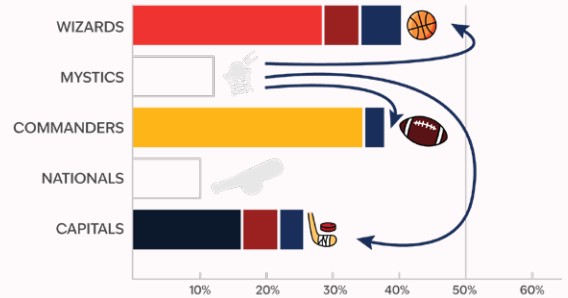 WIZARDS
MYSTICS
COMMANDERS
NATIONALS
CAPITALS
10% 20% 30% 40% 50% 60%